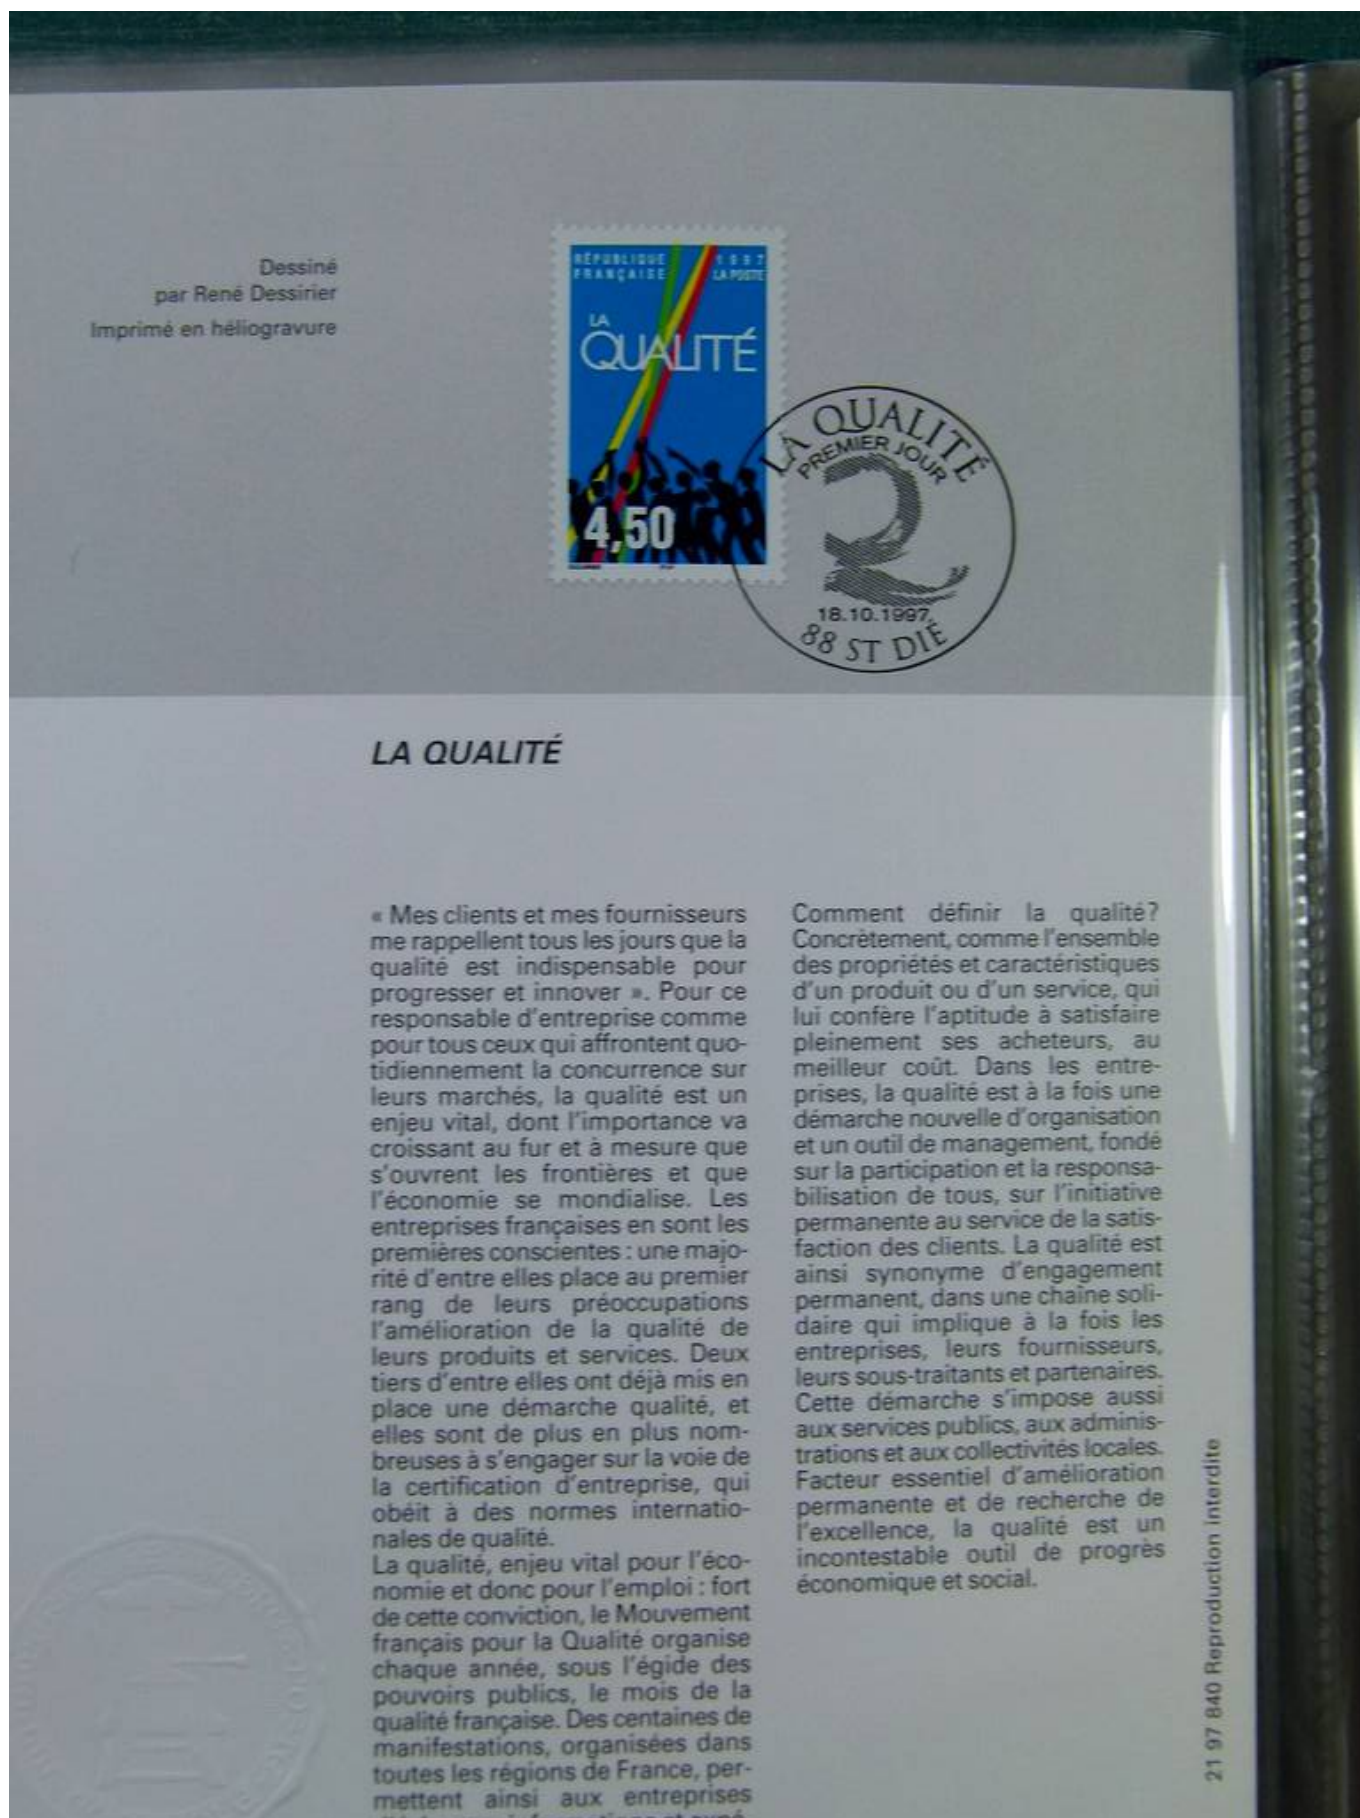 Dessiné
par René Dessirier
Imprimé en héliogravure
RÉPUBLIQUE
FRANÇAISE
1997
LA POSTE
LA
QUALITÉ
4,50
LA QUALITÉ
PREMIER JOUR
18.10.1997
88 ST DIÉ
LA QUALITÉ
« Mes clients et mes fournisseurs
me rappellent tous les jours que la
qualité est indispensable pour
progresser et innover ». Pour ce
responsable d'entreprise comme
pour tous ceux qui affrontent quo-
tidiennement la concurrence sur
leurs marchés, la qualité est un
enjeu vital, dont l'importance va
croissant au fur et à mesure que
s'ouvrent les frontières et que
l'économie se mondialise. Les
entreprises françaises en sont les
premières conscientes : une majo-
rité d'entre elles place au premier
rang de leurs préoccupations
l'amélioration de la qualité de
leurs produits et services. Deux
tiers d'entre elles ont déjà mis en
place une démarche qualité, et
elles sont de plus en plus nom-
breuses à s'engager sur la voie de
la certification d'entreprise, qui
obéit à des normes internatio-
nales de qualité.
La qualité, enjeu vital pour l'éco-
nomie et donc pour l'emploi : fort
de cette conviction, le Mouvement
français pour la Qualité organise
chaque année, sous l'égide des
pouvoirs publics, le mois de la
qualité française. Des centaines de
manifestations, organisées dans
toutes les régions de France, per-
mettent ainsi aux entreprises
Comment définir la qualité?
Concrètement, comme l'ensemble
des propriétés et caractéristiques
d'un produit ou d'un service, qui
lui confère l'aptitude à satisfaire
pleinement ses acheteurs, au
meilleur coût. Dans les entre-
prises, la qualité est à la fois une
démarche nouvelle d'organisation
et un outil de management, fondé
sur la participation et la responsa-
bilisation de tous, sur l'initiative
permanente au service de la satis-
faction des clients. La qualité est
ainsi synonyme d'engagement
permanent, dans une chaîne soli-
daire qui implique à la fois les
entreprises, leurs fournisseurs,
leurs sous-traitants et partenaires.
Cette démarche s'impose aussi
aux services publics, aux adminis-
trations et aux collectivités locales.
Facteur essentiel d'amélioration
permanente et de recherche de
l'excellence, la qualité est un
incontestable outil de progrès
économique et social.
21 97 840 Reproduction interdite